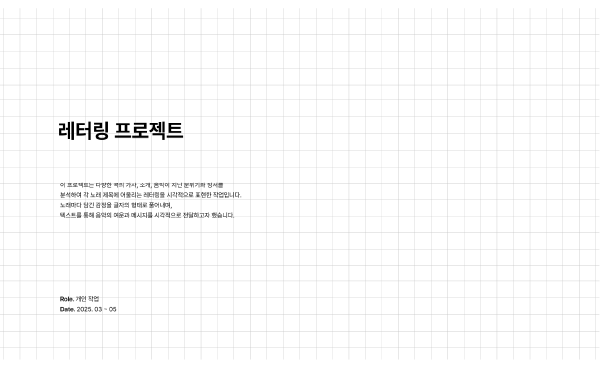 레터링 프로젝트
이 프로젝트는 다양한 곡의 가사, 소개, 음악이 지닌 분위기와 정서를
분석하여 각 노래 제목에 어울리는 레터링을 시각적으로 표현한 작업입니다.
노래마다 담긴 감정을 글자의 형태로 풀어내며,
텍스트를 통해 음악의 여운과 메시지를 시각적으로 전달하고자 했습니다.
Role. 개인 작업
Date. 2025. 03 ~ 05